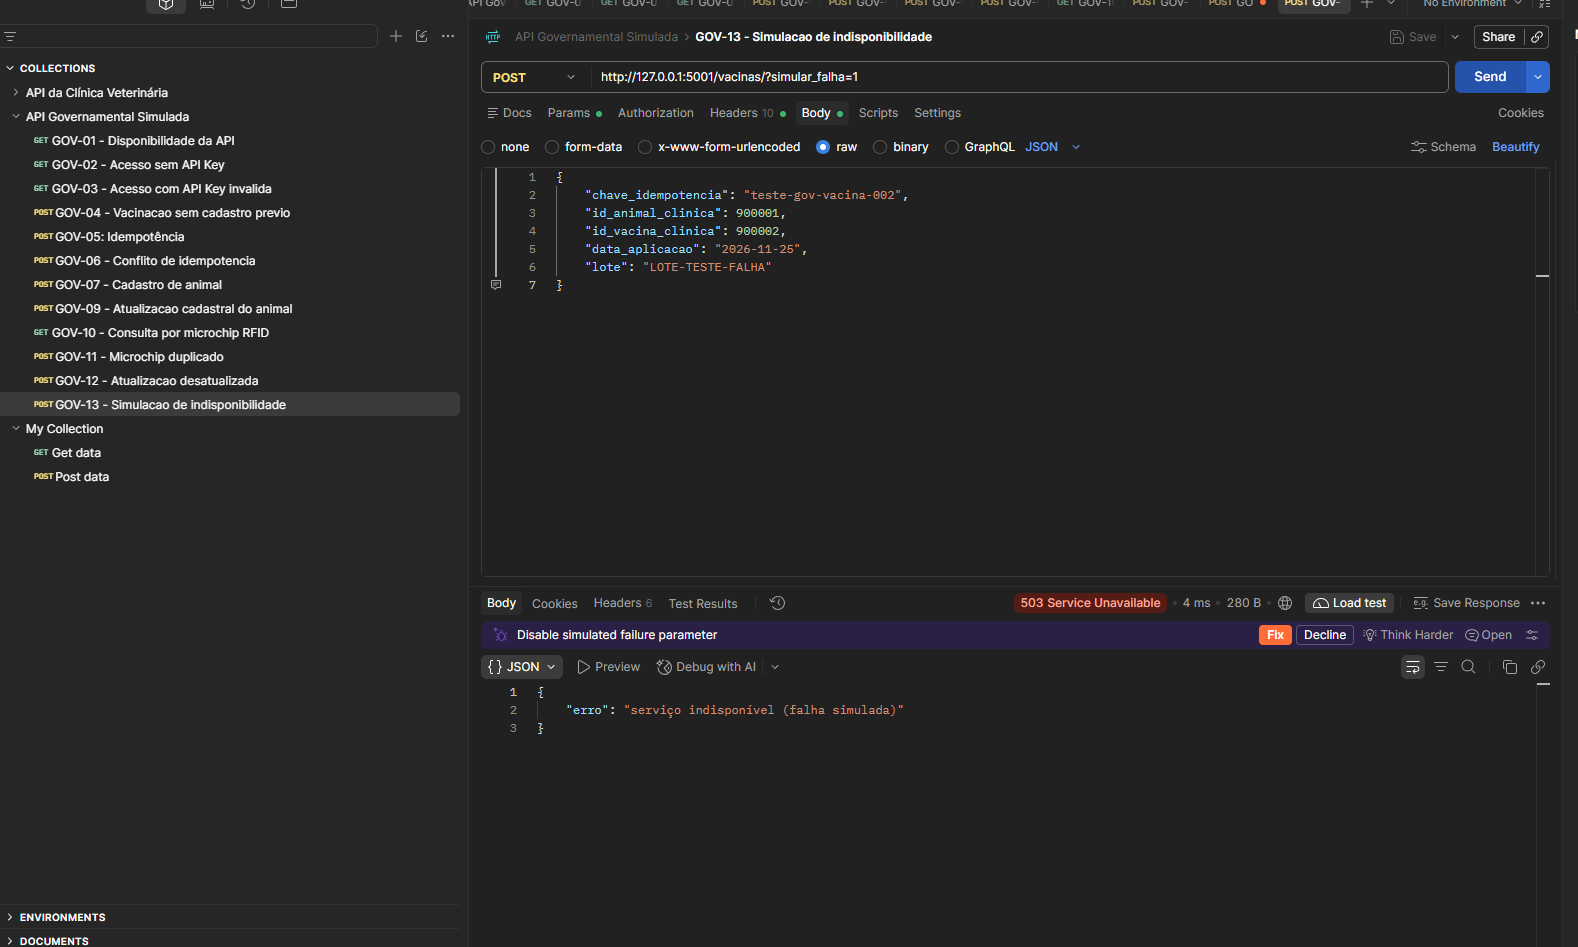 No Environment
API Governamental Simulada > GOV-13 - Simulacao de indisponibilidade
Save
Share
POST
http://127.0.0.1:5001/vacinas/?simular_falha=1
Send
Docs
Params
Authorization
Headers 10
Body
Scripts
Settings
Cookies
none
form-data
x-www-form-urlencoded
raw
binary
GraphQL
JSON
Schema
Beautify
COLLECTIONS
API da Clínica Veterinária
API Governamental Simulada
GET GOV-01 - Disponibilidade da API
GET GOV-02 - Acesso sem API Key
GET GOV-03 - Acesso com API Key invalida
POST GOV-04 - Vacinacao sem cadastro previo
POST GOV-05: Idempotência
POST GOV-06 - Conflito de idempotencia
POST GOV-07 - Cadastro de animal
POST GOV-09 - Atualizacao cadastral do animal
GET GOV-10 - Consulta por microchip RFID
POST GOV-11 - Microchip duplicado
POST GOV-12 - Atualizacao desatualizada
POST GOV-13 - Simulacao de indisponibilidade
My Collection
GET Get data
POST Post data
ENVIRONMENTS
DOCUMENTS
1 {
2 "chave_idempotencia": "teste-gov-vacina-002",
3 "id_animal_clinica": 900001,
4 "id_vacina_clinica": 900002,
5 "data_aplicacao": "2026-11-25",
6 "lote": "LOTE-TESTE-FALHA"
7 }
Body
Cookies
Headers 6
Test Results
503 Service Unavailable
4 ms
280 B
Load test
e.g. Save Response
Disable simulated failure parameter
Fix
Decline
Think Harder
Open
{} JSON
Preview
Debug with AI
1 {
2 "erro": "serviço indisponível (falha simulada)"
3 }